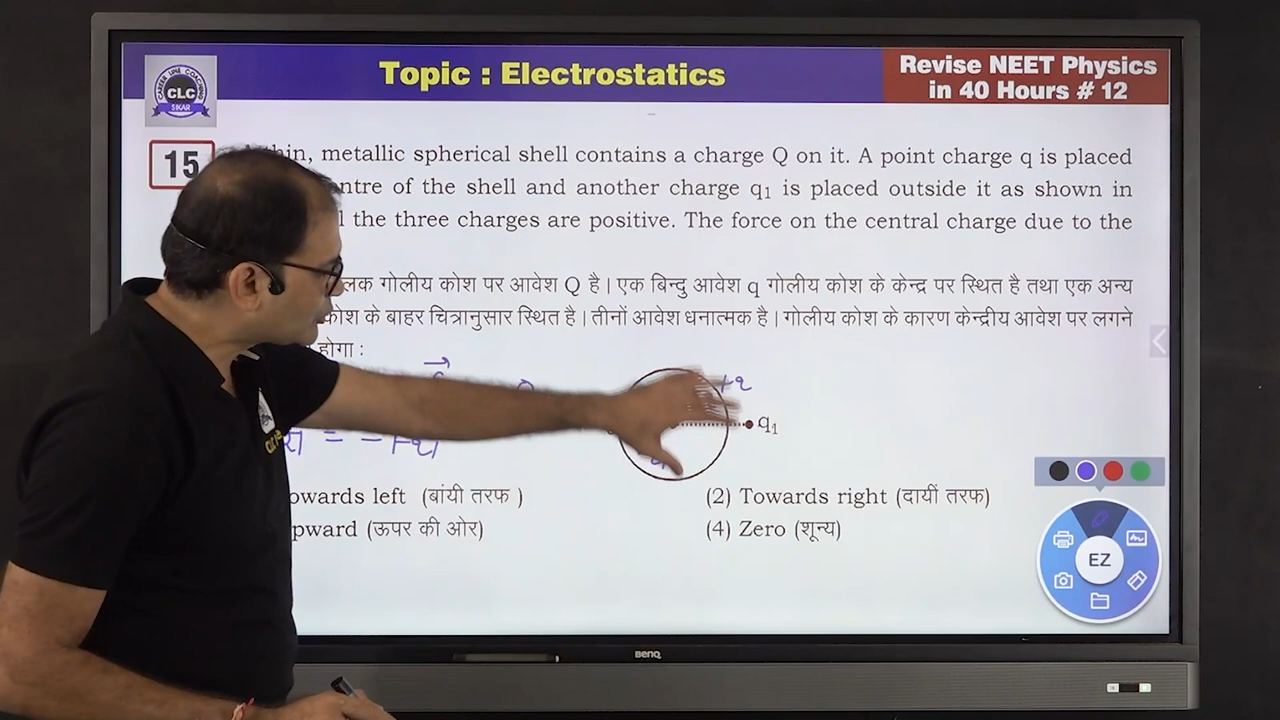 Topic : Electrostatics
Revise NEET Physics
in 40 Hours # 12
CAREER LINE COACHING
CLC
SIKAR
15
thin, metallic spherical shell contains a charge Q on it. A point charge q is placed
of the shell and another charge q₁ is placed outside it as shown in
the three charges are positive. The force on the central charge due to the
गोलीय कोश पर आवेश Q है। एक बिन्दु आवेश q गोलीय कोश के केन्द्र पर स्थित है तथा एक अन्य
कोश के बाहर चित्रानुसार स्थित है। तीनों आवेश धनात्मक है। गोलीय कोश के कारण केन्द्रीय आवेश पर लगने
होगा :
+q
q₁
left (बांयी तरफ )
(2) Towards right (दायीं तरफ)
(ऊपर की ओर)
(4) Zero (शून्य)
EZ
BenQ